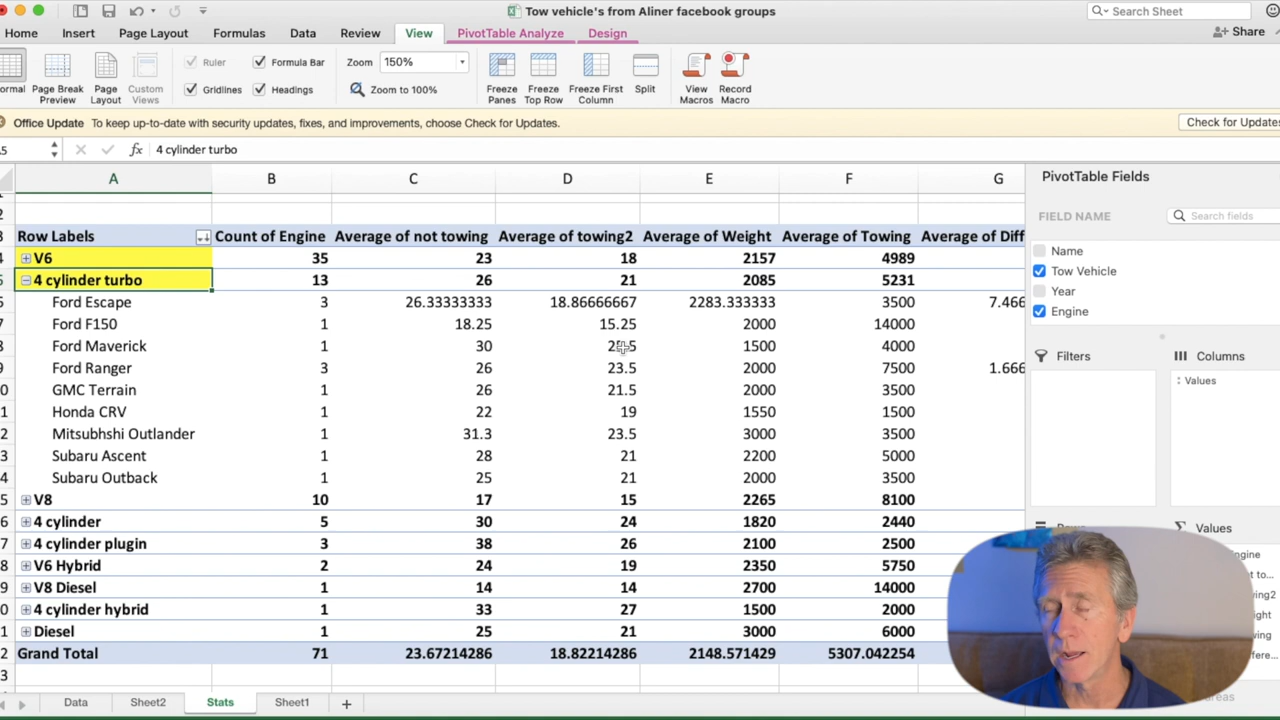 Tow vehicle's from Aliner facebook groups
Search Sheet
Home Insert Page Layout Formulas Data Review View PivotTable Analyze Design Share
Page Break Preview
Page Layout
Custom Views
Ruler Formula Bar
Gridlines Headings
Zoom 150%
Zoom to 100%
Freeze Panes
Freeze Top Row
Freeze First Column
Split
View Macros
Record Macro
Office Update To keep up-to-date with security updates, fixes, and improvements, choose Check for Updates.
Check for Updates
fx 4 cylinder turbo
A B C D E F G
Row Labels Count of Engine Average of not towing Average of towing2 Average of Weight Average of Towing Average of Diff
V6 35 23 18 2157 4989
4 cylinder turbo 13 26 21 2085 5231
Ford Escape 3 26.33333333 18.86666667 2283.333333 3500 7.466
Ford F150 1 18.25 15.25 2000 14000
Ford Maverick 1 30 1500 4000
Ford Ranger 3 26 23.5 2000 7500 1.666
GMC Terrain 1 26 21.5 2000 3500
Honda CRV 1 22 19 1550 1500
Mitsubhshi Outlander 1 31.3 23.5 3000 3500
Subaru Ascent 1 28 21 2200 5000
Subaru Outback 1 25 21 2000 3500
V8 10 17 15 2265 8100
4 cylinder 5 30 24 1820 2440
4 cylinder plugin 3 38 26 2100 2500
V6 Hybrid 2 24 19 2350 5750
V8 Diesel 1 14 14 2700 14000
4 cylinder hybrid 1 33 27 1500 2000
Diesel 1 25 21 3000 6000
Grand Total 71 23.67214286 18.82214286 2148.571429 5307.042254
PivotTable Fields
FIELD NAME Search fields
Name
Tow Vehicle
Year
Engine
Filters Columns
Values
Values
Data Sheet2 Stats Sheet1 +